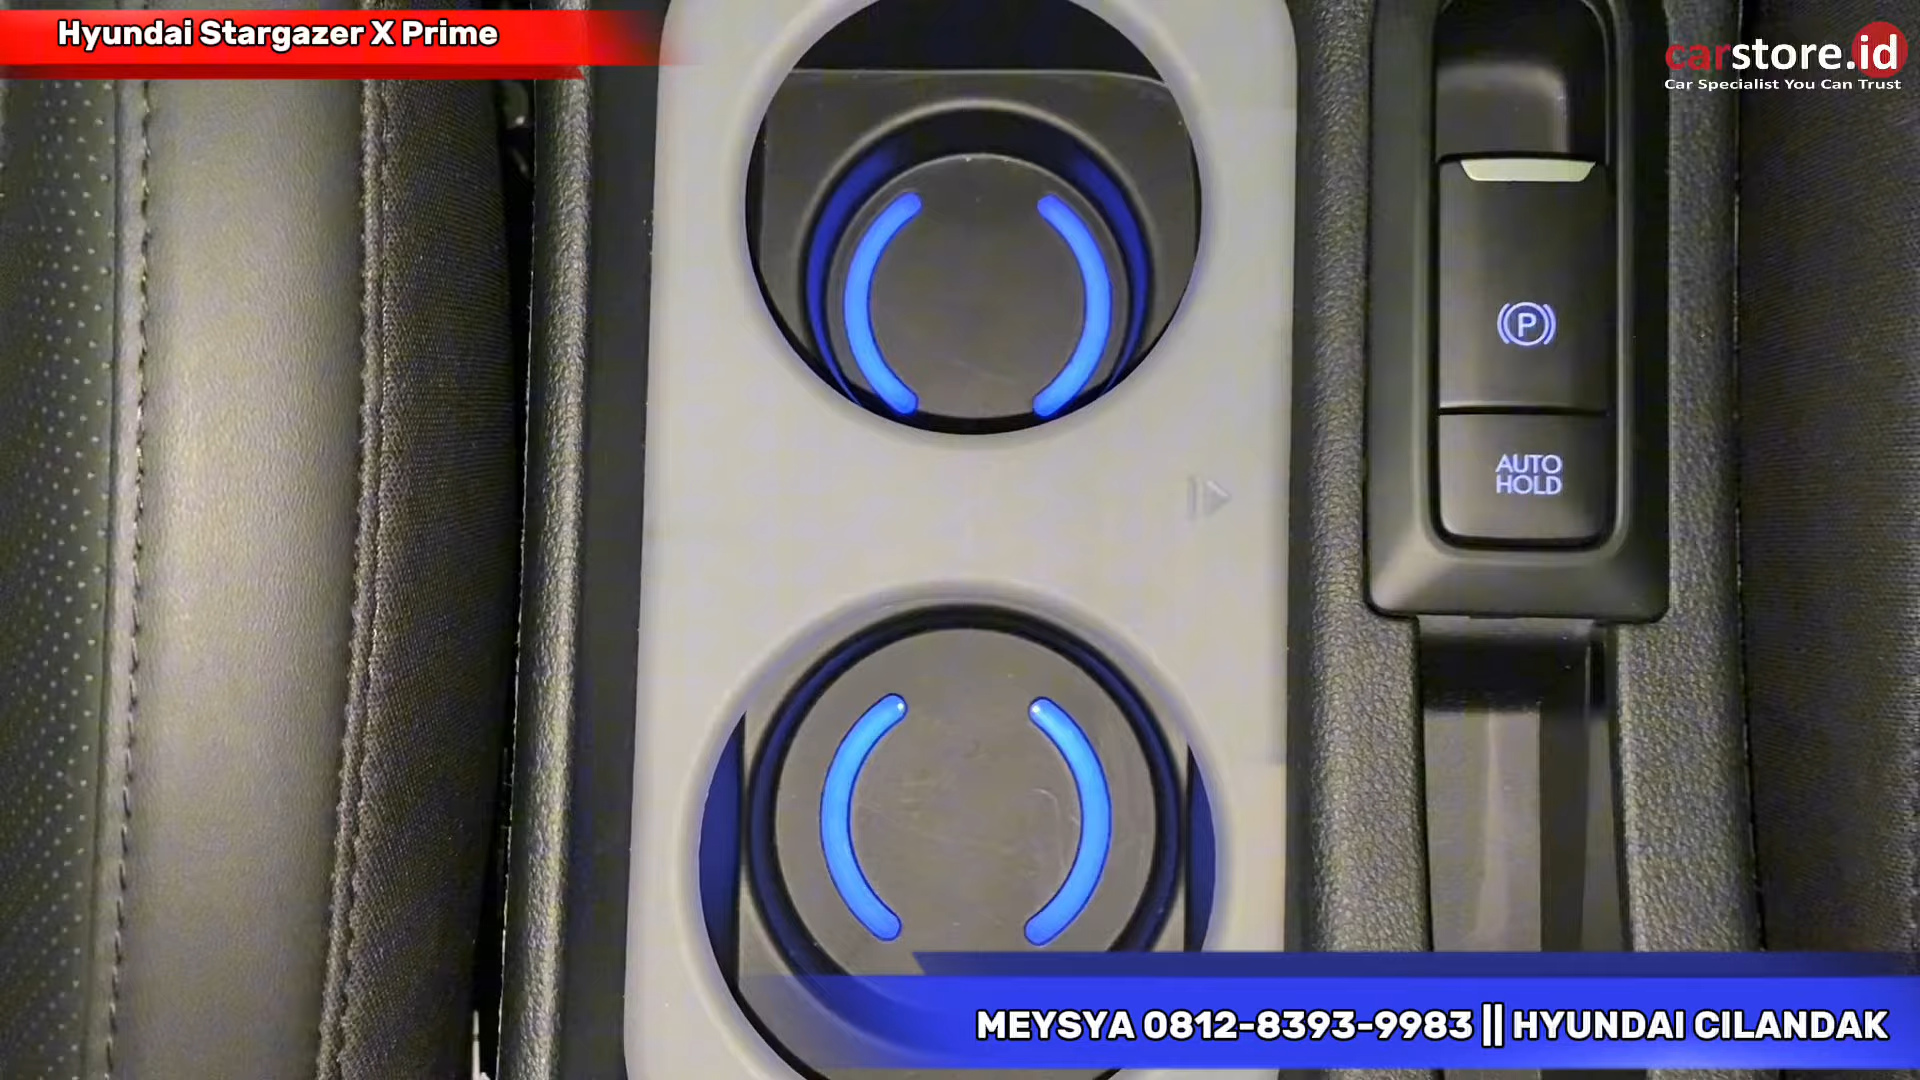 Hyundai Stargazer X Prime
carstore.id
Car Specialist You Can Trust
P
AUTO
HOLD
MEYSYA 0812-8393-9983 || HYUNDAI CILANDAK